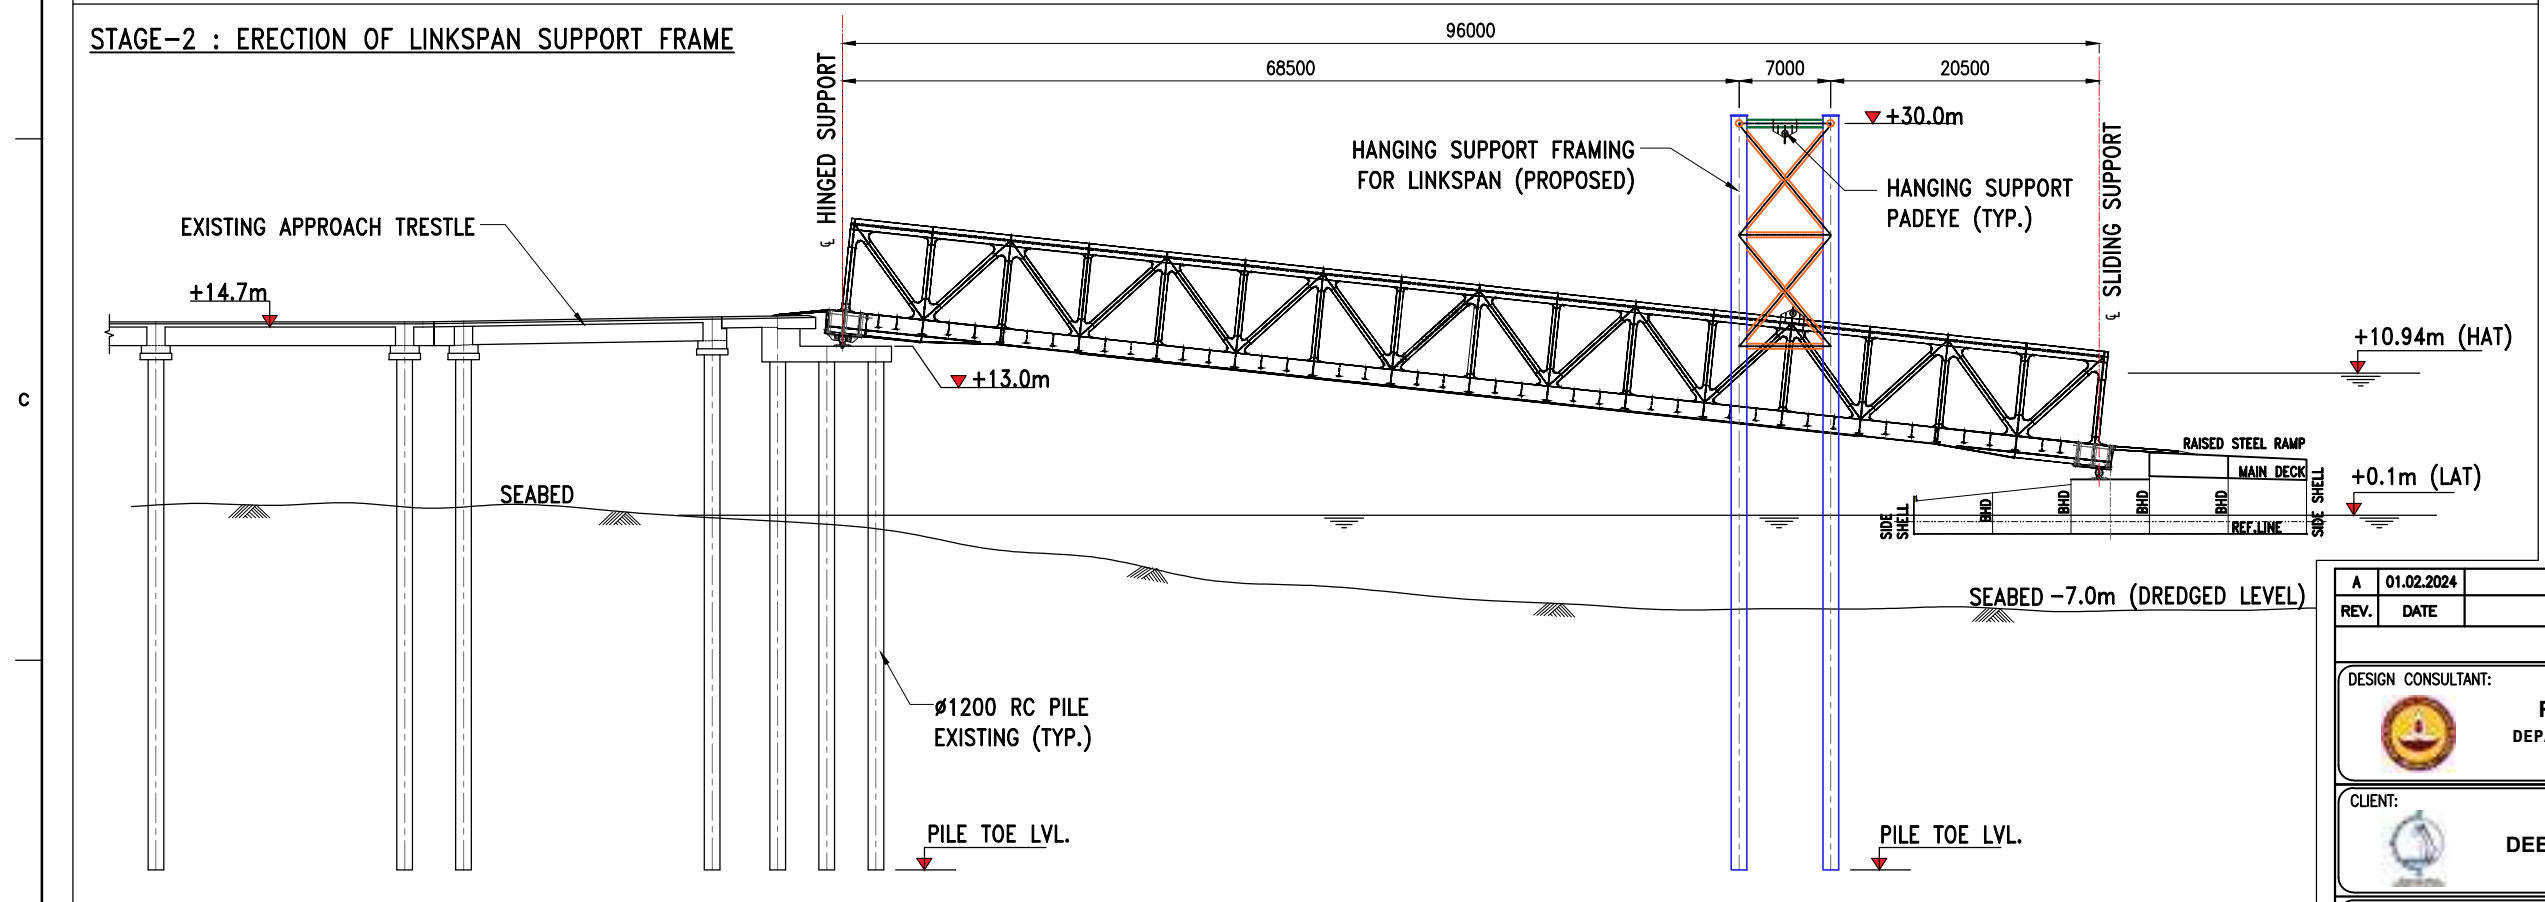 STAGE-2 : ERECTION OF LINKSPAN SUPPORT FRAME
96000
68500
7000
20500
℄ HINGED SUPPORT
℄ SLIDING SUPPORT
+30.0m
HANGING SUPPORT FRAMING
FOR LINKSPAN (PROPOSED)
HANGING SUPPORT
PADEYE (TYP.)
EXISTING APPROACH TRESTLE
+14.7m
+13.0m
+10.94m (HAT)
C
RAISED STEEL RAMP
MAIN DECK
+0.1m (LAT)
SIDE
SHELL
BHD
BHD
BHD
BHD
SIDE SHELL
REF.LINE
SEABED
SEABED -7.0m (DREDGED LEVEL)
A 01.02.2024
REV. DATE
DESIGN CONSULTANT:
ø1200 RC PILE
EXISTING (TYP.)
CLIENT:
PILE TOE LVL.
PILE TOE LVL.